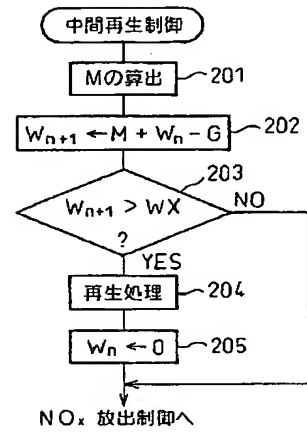 中間再生制御
Mの算出
201
Wn+1 ← M + Wn - G
202
203
Wn+1 > WX
?
NO
YES
再生処理
204
Wn ← 0
205
NOx 放出制御へ